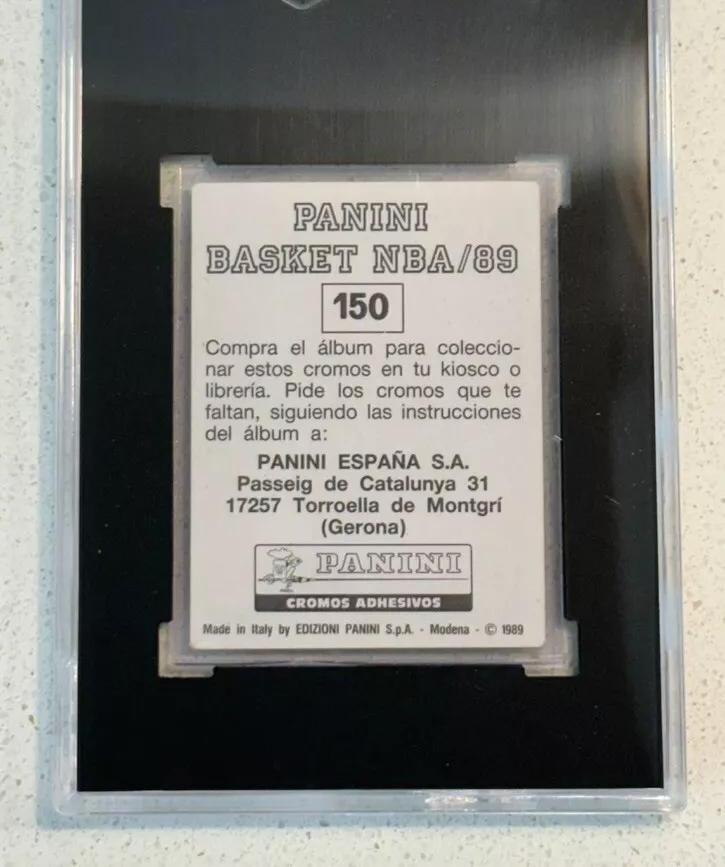 PANINI
BASKET NBA/89
150
Compra el álbum para coleccio-
nar estos cromos en tu kiosco o
librería. Pide los cromos que te
faltan, siguiendo las instrucciones
del álbum a:
PANINI ESPAÑA S.A.
Passeig de Catalunya 31
17257 Torroella de Montgrí
(Gerona)
PANINI
CROMOS ADHESIVOS
Made in Italy by EDIZIONI PANINI S.p.A. - Modena - © 1989